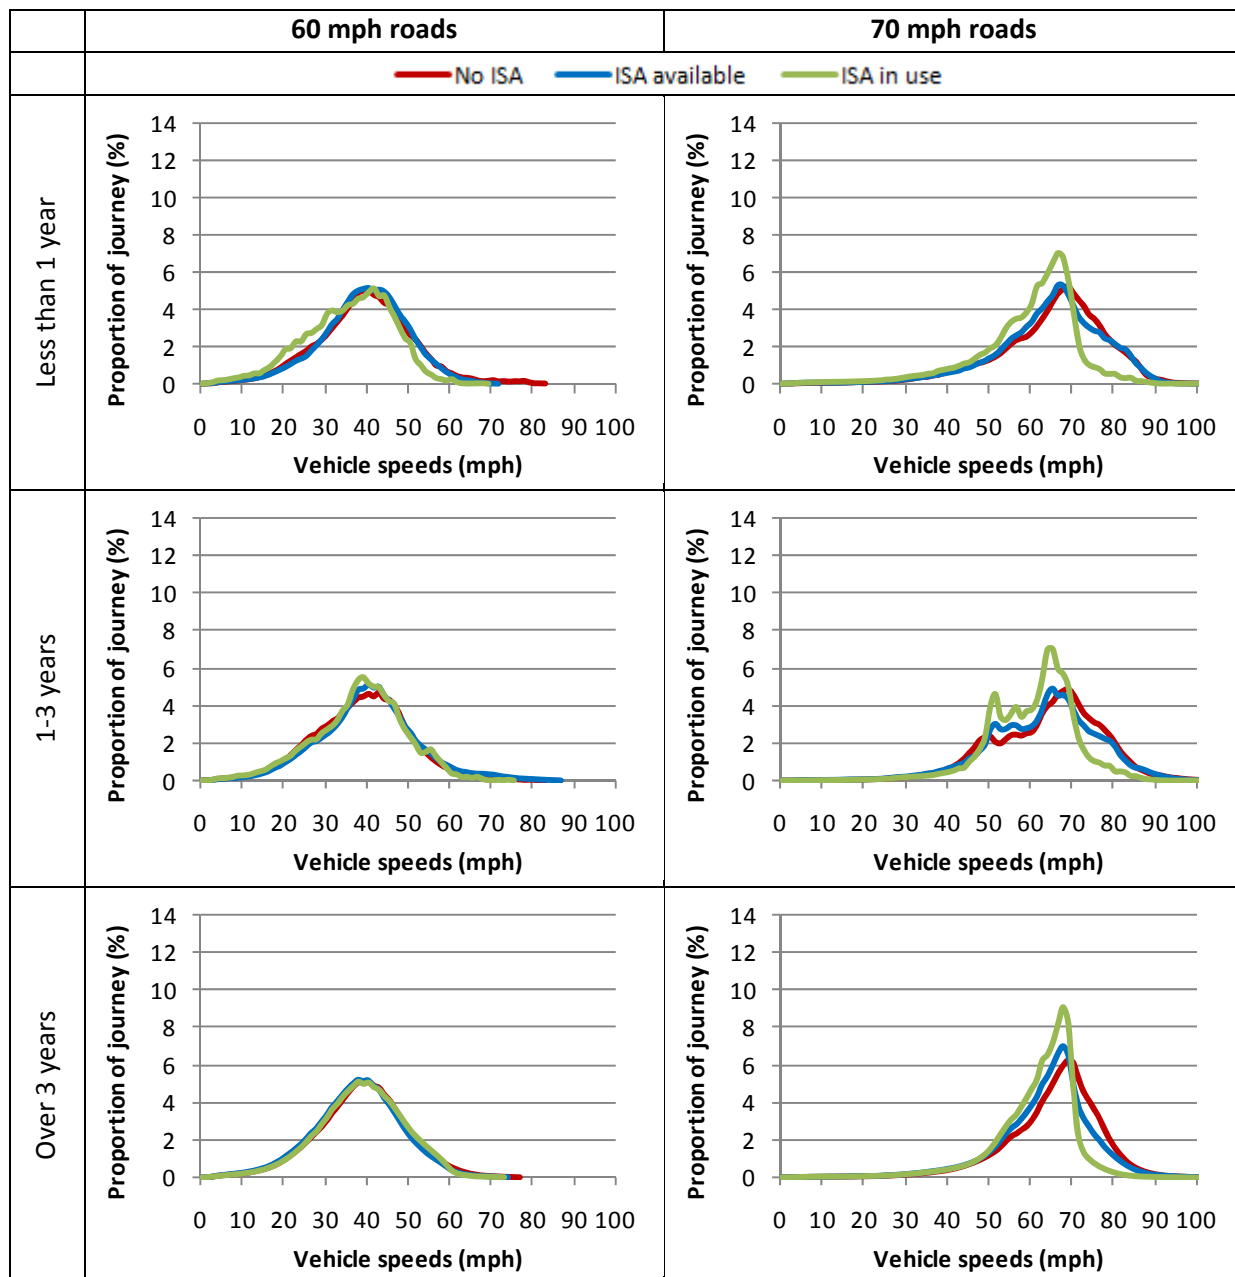 60 mph roads 70 mph roads
No ISA ISA available ISA in use
Less than 1 year
Proportion of journey (%)
14
12
10
8
6
4
2
0
0 10 20 30 40 50 60 70 80 90 100
Vehicle speeds (mph)
Proportion of journey (%)
14
12
10
8
6
4
2
0
0 10 20 30 40 50 60 70 80 90 100
Vehicle speeds (mph)
1-3 years
Proportion of journey (%)
14
12
10
8
6
4
2
0
0 10 20 30 40 50 60 70 80 90 100
Vehicle speeds (mph)
Proportion of journey (%)
14
12
10
8
6
4
2
0
0 10 20 30 40 50 60 70 80 90 100
Vehicle speeds (mph)
Over 3 years
Proportion of journey (%)
14
12
10
8
6
4
2
0
0 10 20 30 40 50 60 70 80 90 100
Vehicle speeds (mph)
Proportion of journey (%)
14
12
10
8
6
4
2
0
0 10 20 30 40 50 60 70 80 90 100
Vehicle speeds (mph)